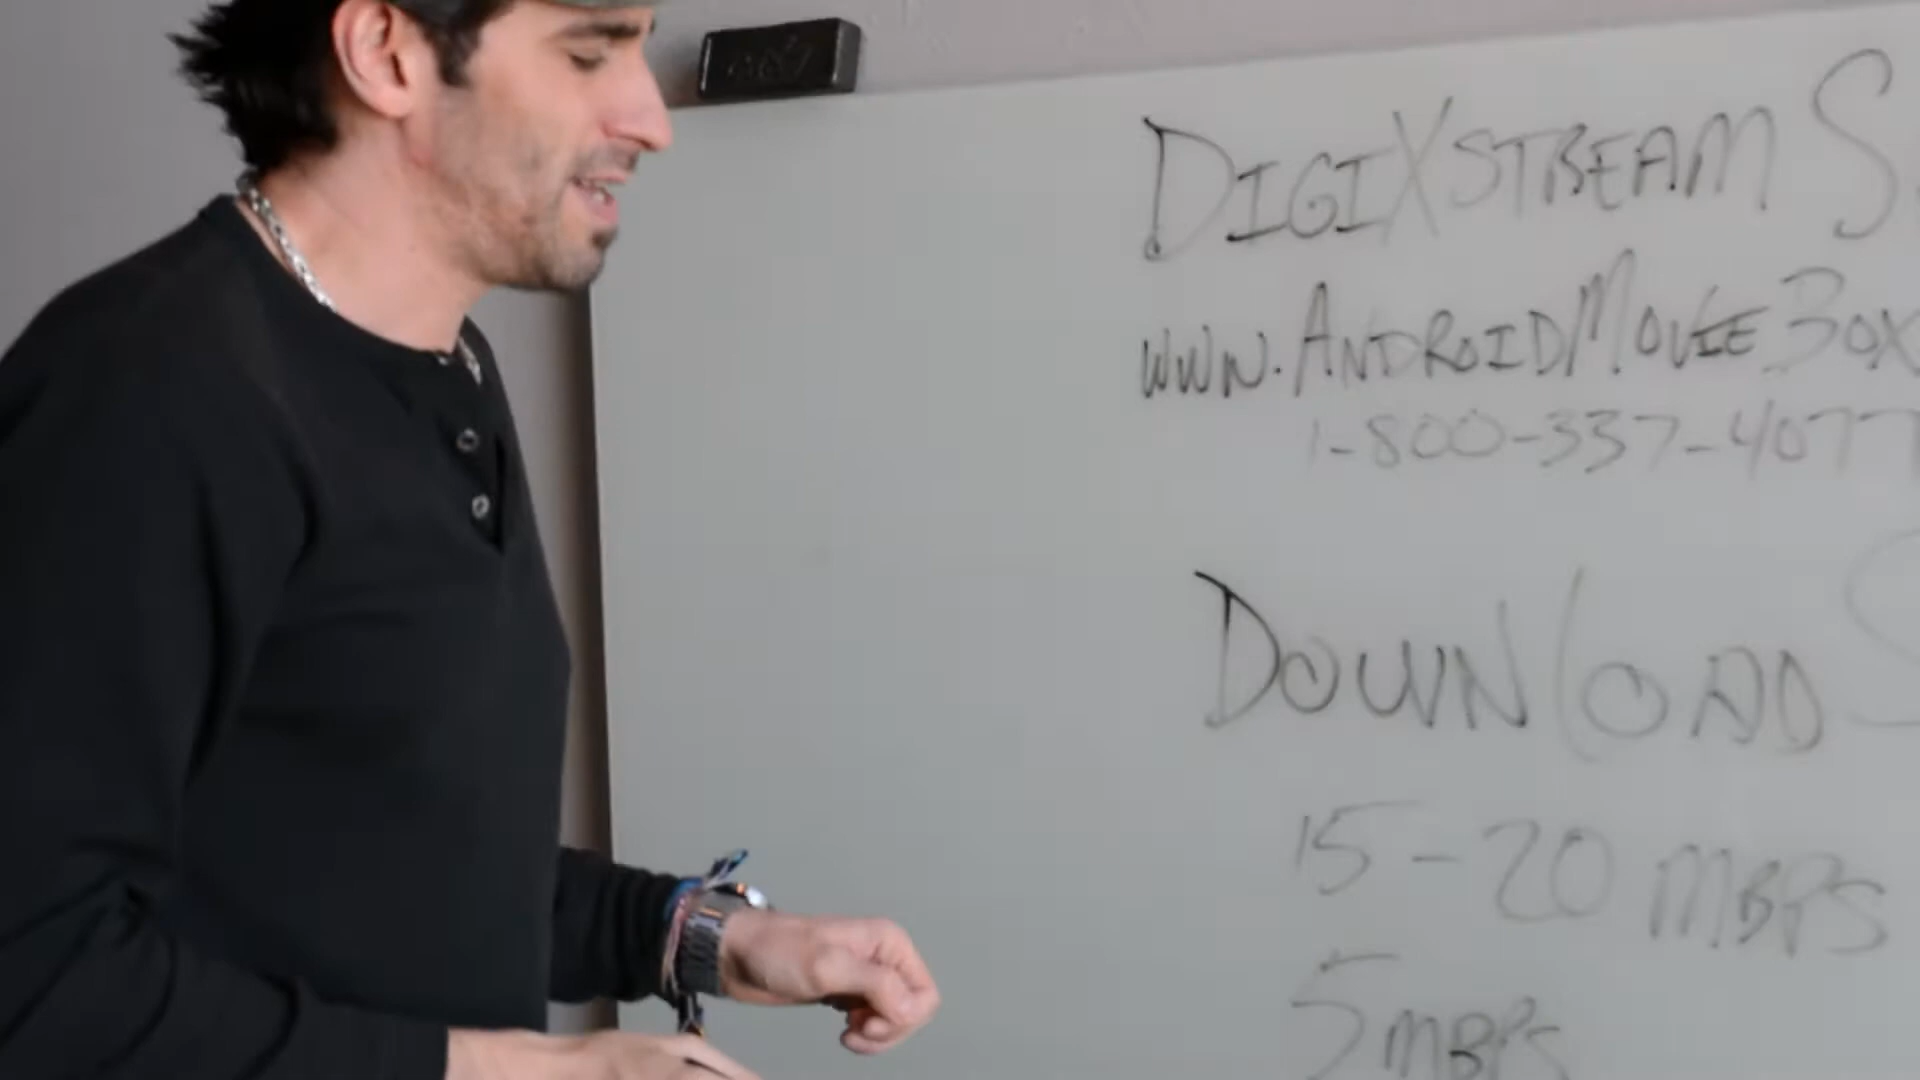 DIGIXSTREAM S
WWW.ANDROIDMOVIEBOX
1-800-337-4077
DOWNlOAD S
15-20 MBPS
5 MBPS